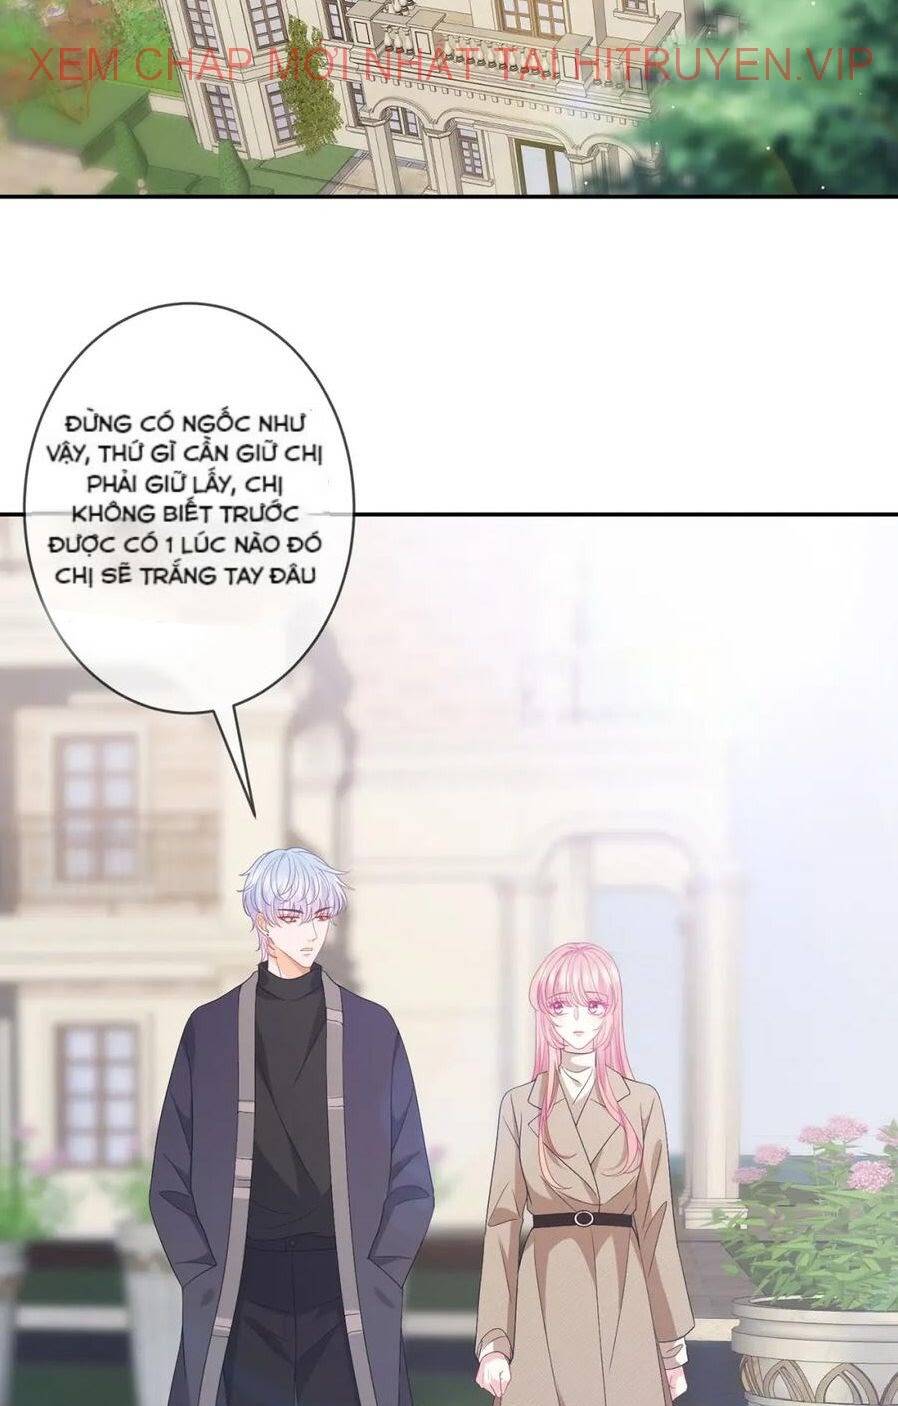 XEM CHAP MỚI NHẤT TẠI HITRUYEN.VIP
ĐỪNG CÓ NGỐC NHƯ
VẬY, THỨ GÌ CẦN GIỮ CHỊ
PHẢI GIỮ LẤY, CHỊ
KHÔNG BIẾT TRƯỚC
ĐƯỢC CÓ 1 LÚC NÀO ĐÓ
CHỊ SẼ TRẮNG TAY ĐÂU